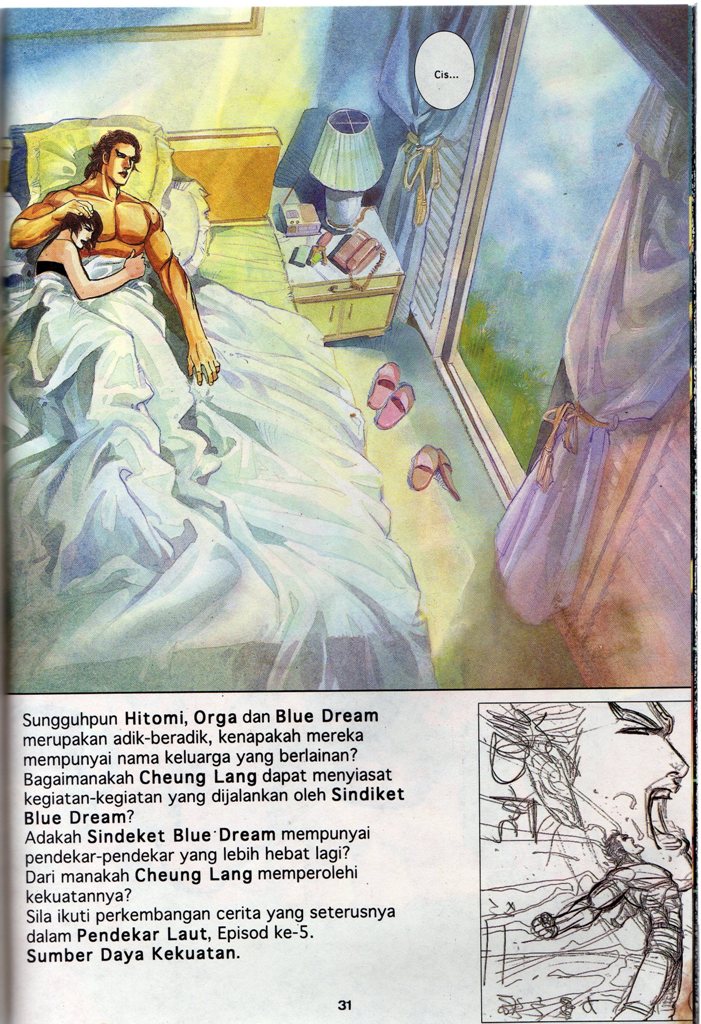 Cis...
Sungguhpun Hitomi, Orga dan Blue Dream
merupakan adik-beradik, kenapakah mereka
mempunyai nama keluarga yang berlainan?
Bagaimanakah Cheung Lang dapat menyiasat
kegiatan-kegiatan yang dijalankan oleh Sindiket
Blue Dream?
Adakah Sindeket Blue Dream mempunyai
pendekar-pendekar yang lebih hebat lagi?
Dari manakah Cheung Lang memperolehi
kekuatannya?
Sila ikuti perkembangan cerita yang seterusnya
dalam Pendekar Laut, Episod ke-5.
Sumber Daya Kekuatan.
31